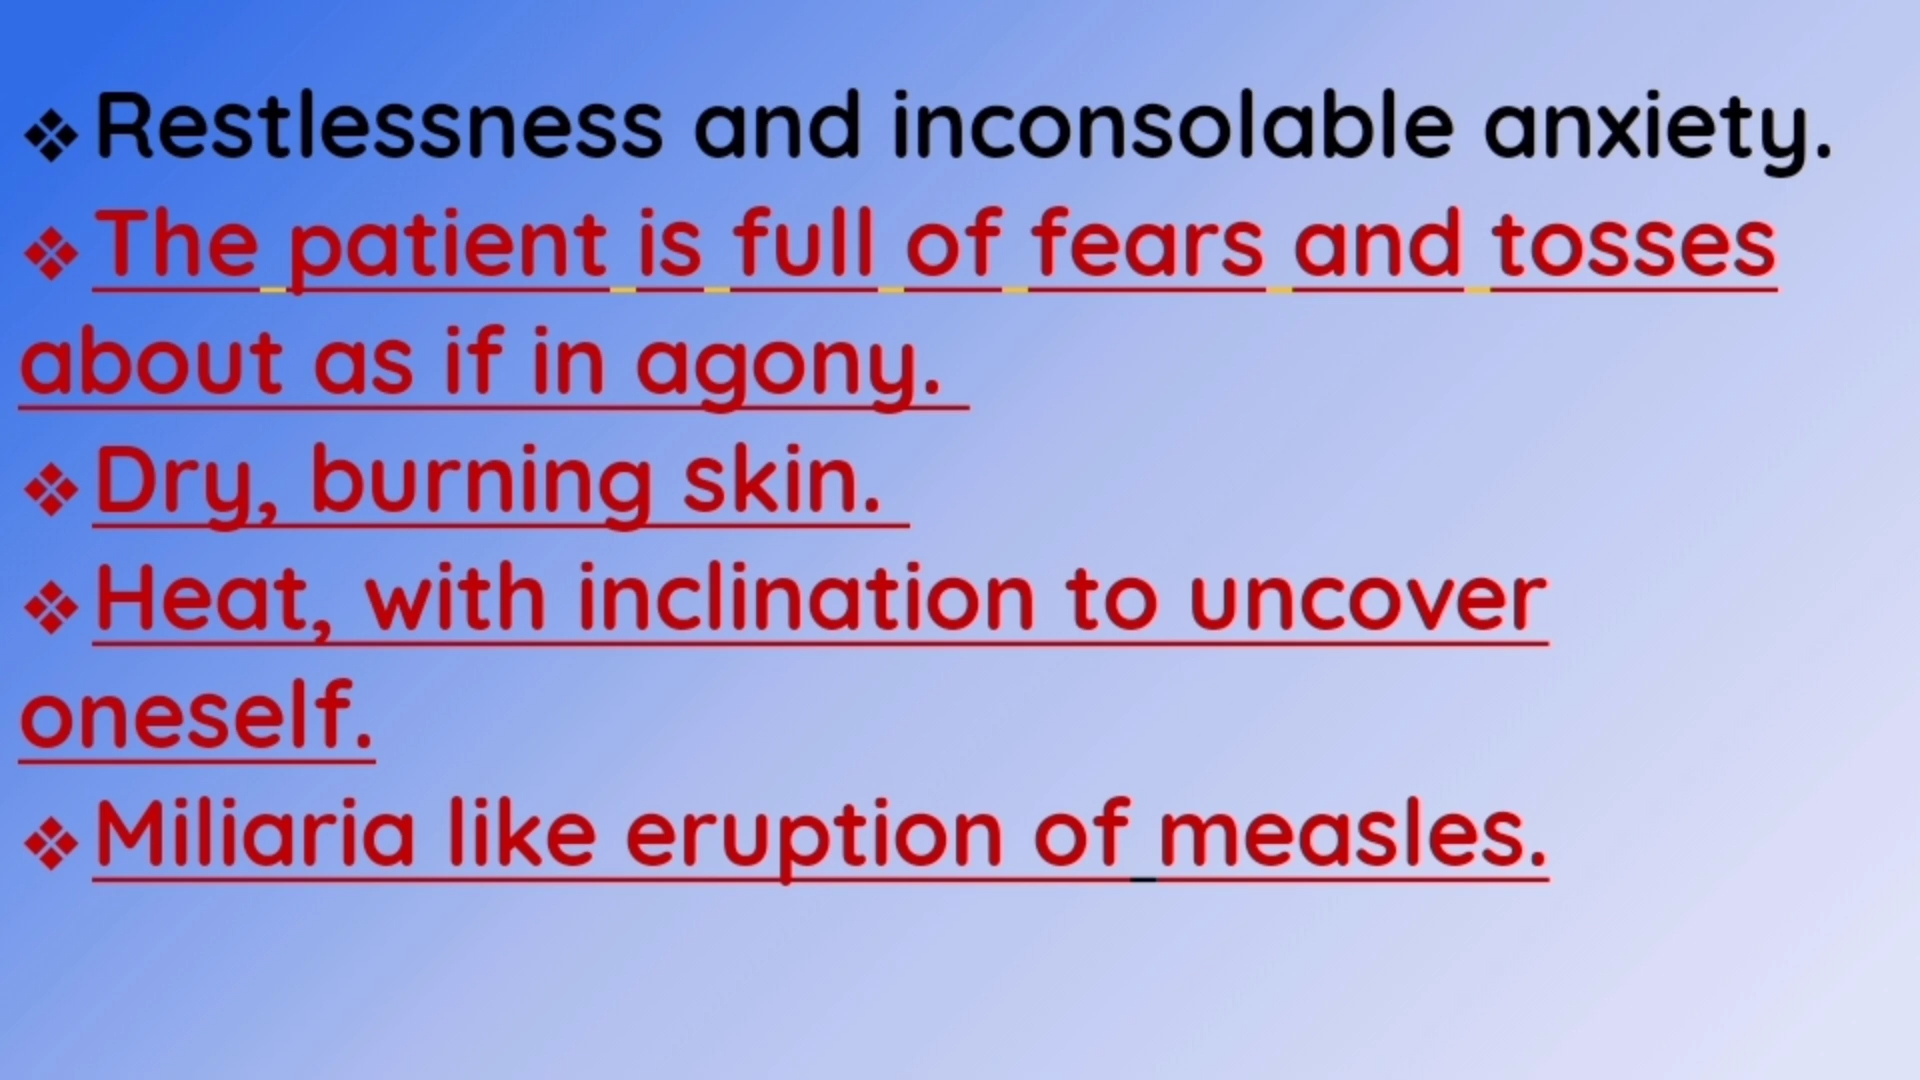 ❖Restlessness and inconsolable anxiety.
❖The patient is full of fears and tosses
about as if in agony.
❖Dry, burning skin.
❖Heat, with inclination to uncover
oneself.
❖Miliaria like eruption of measles.